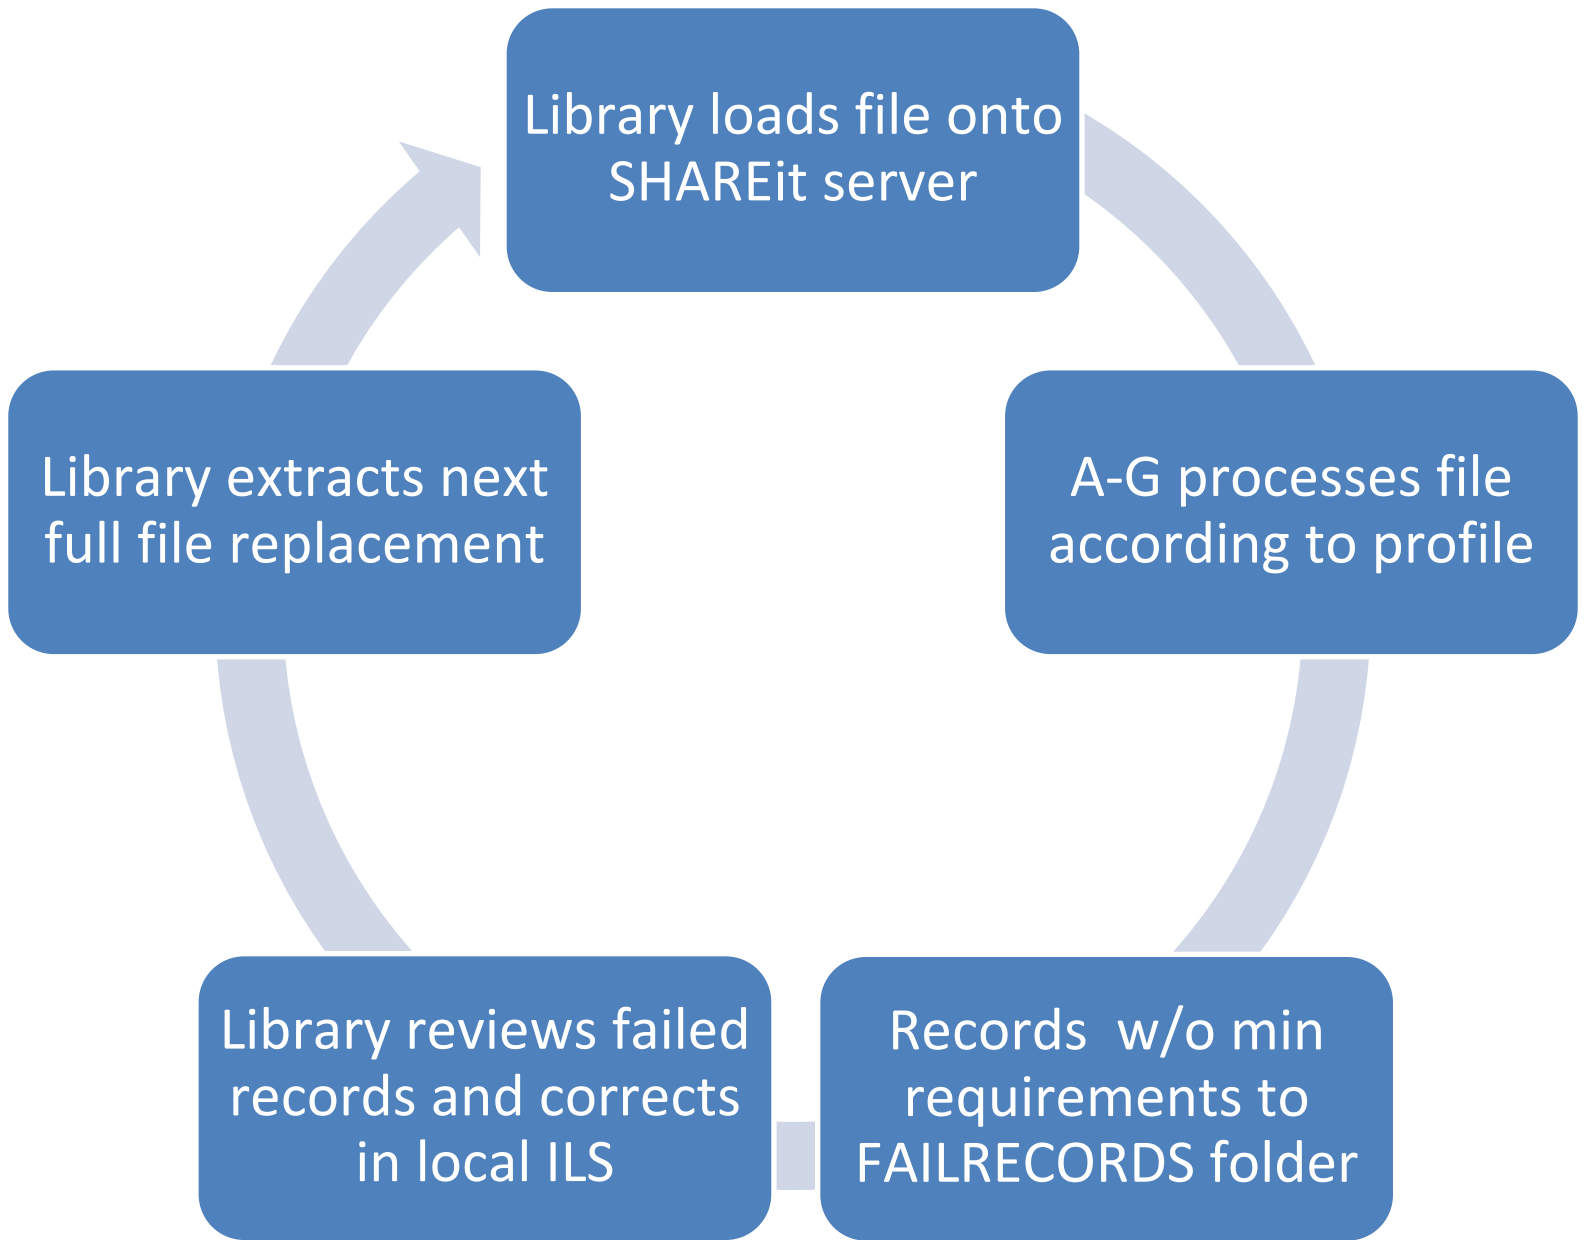 Library loads file onto
SHAREit server
A-G processes file
according to profile
Records w/o min
requirements to
FAILRECORDS folder
Library reviews failed
records and corrects
in local ILS
Library extracts next
full file replacement